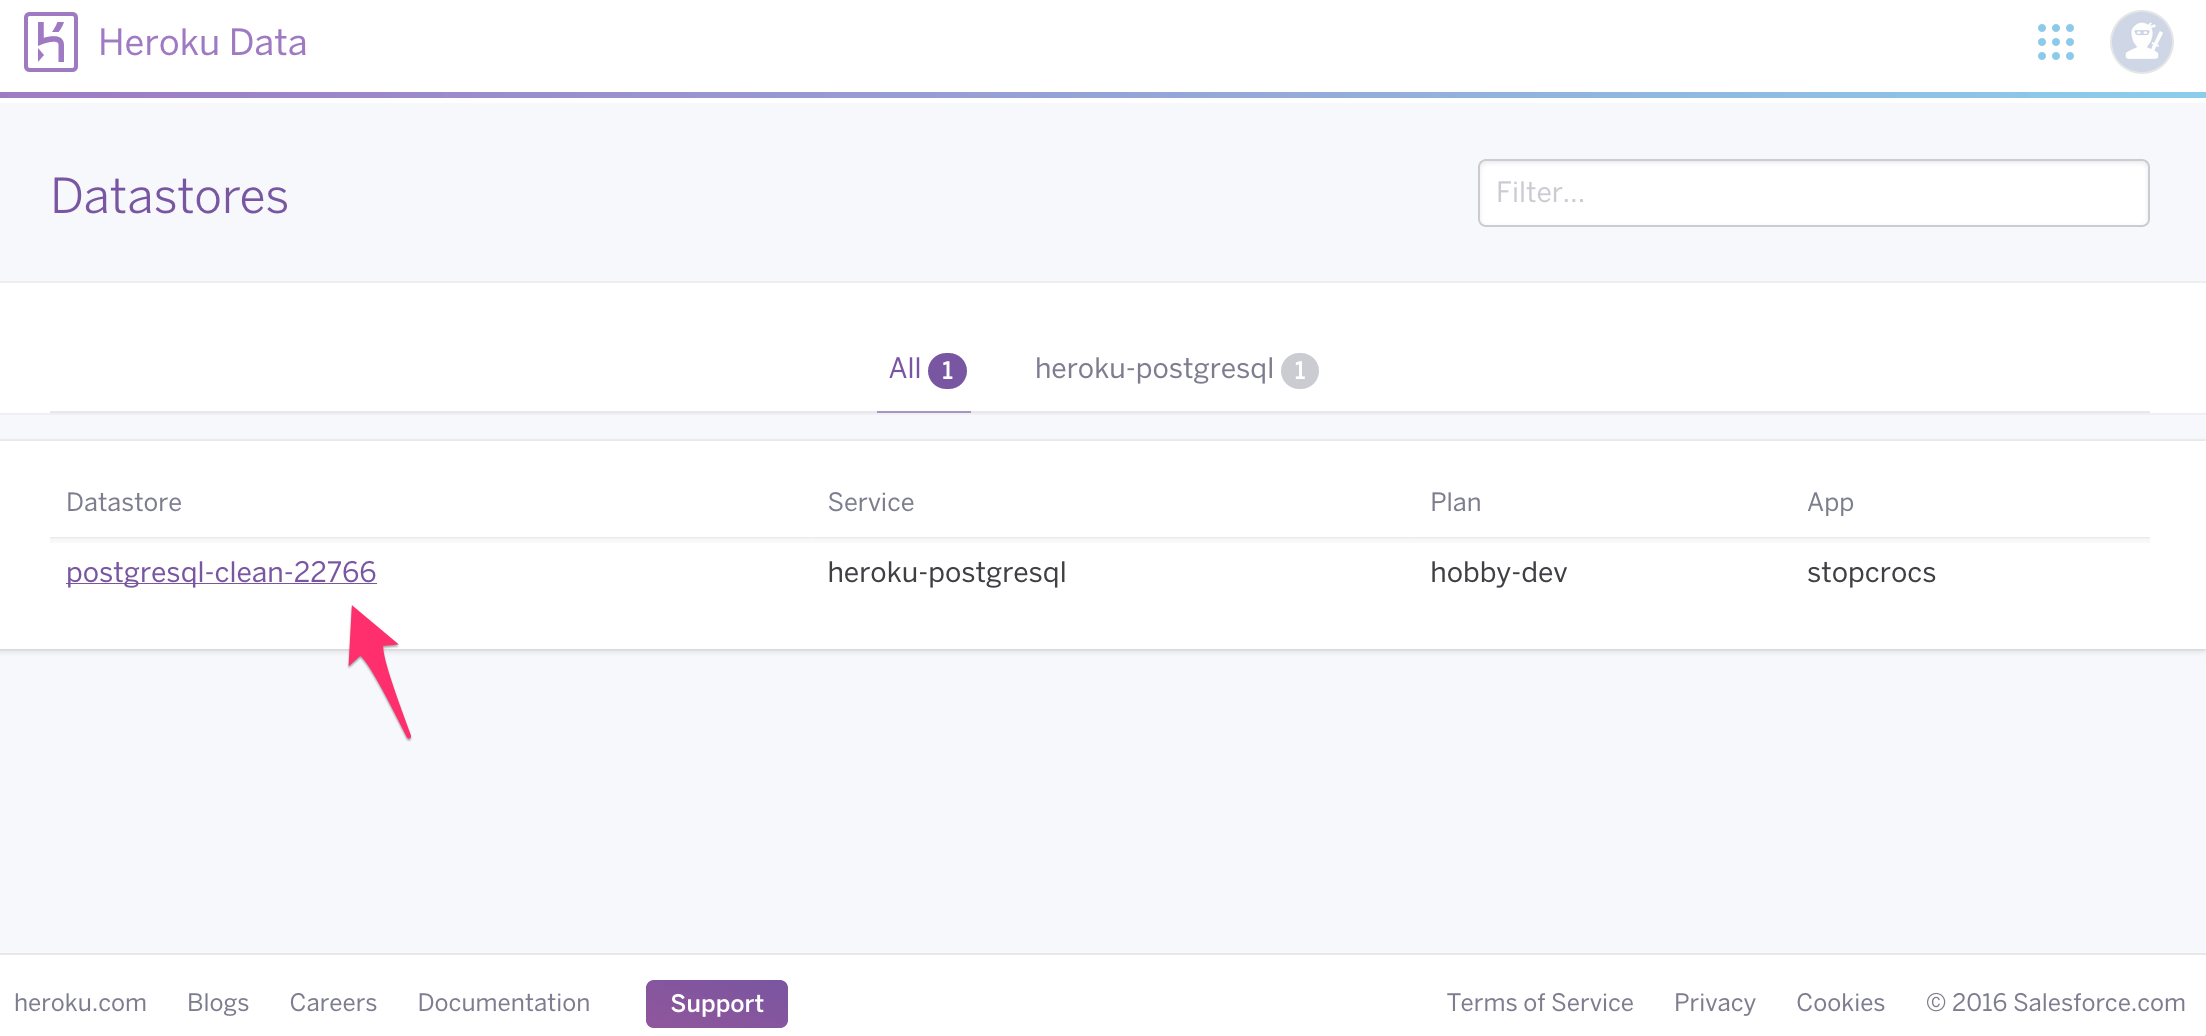 Heroku Data
Datastores
Filter...
All 1 heroku-postgresql 1
Datastore Service Plan App
postgresql-clean-22766 heroku-postgresql hobby-dev stopcrocs
heroku.com Blogs Careers Documentation Support Terms of Service Privacy Cookies © 2016 Salesforce.com